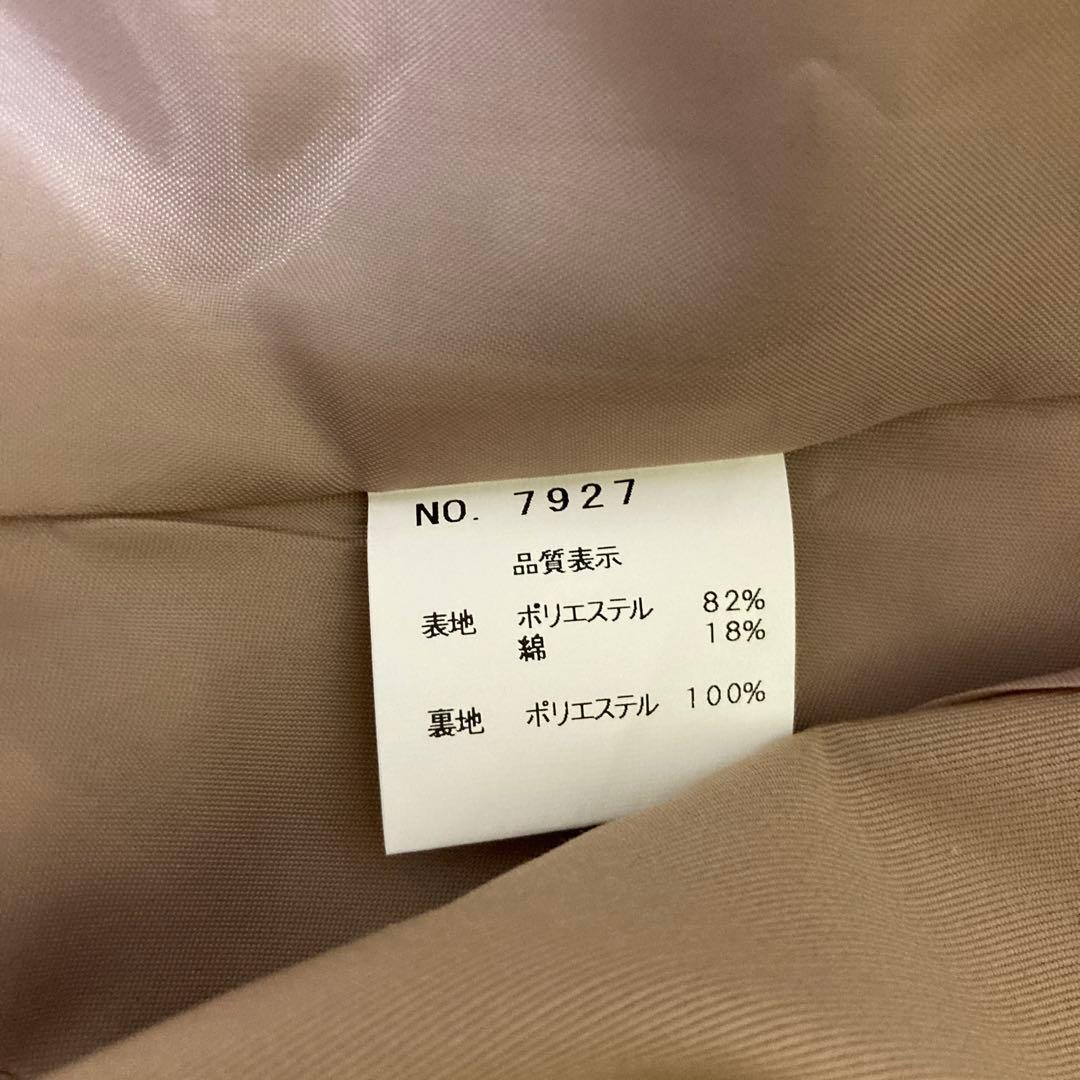 NO. 7927
品質表示
表地 ポリエステル 82%
綿 18%
裏地 ポリエステル 100%